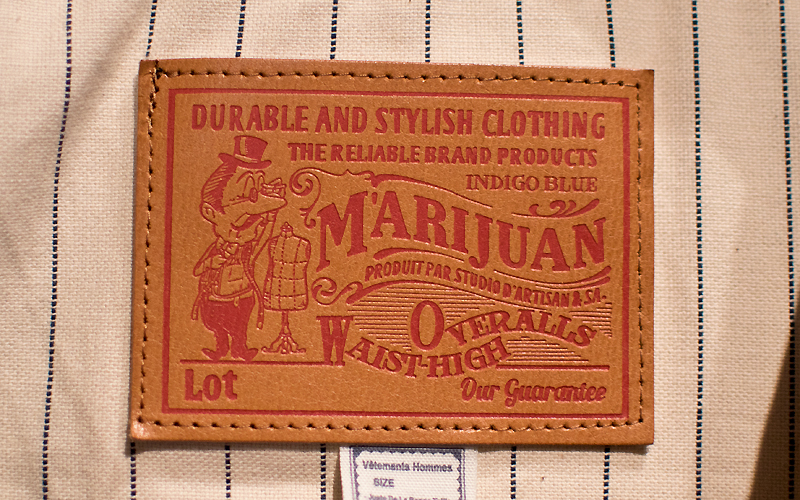 DURABLE AND STYLISH CLOTHING
THE RELIABLE BRAND PRODUCTS
INDIGO BLUE
M'ARIJUAN
PRODUIT PAR STUDIO D'ARTISAN & SA.
OVERALLS
WAIST-HIGH
Lot
Our Guarantee
Vêtements Hommes
SIZE